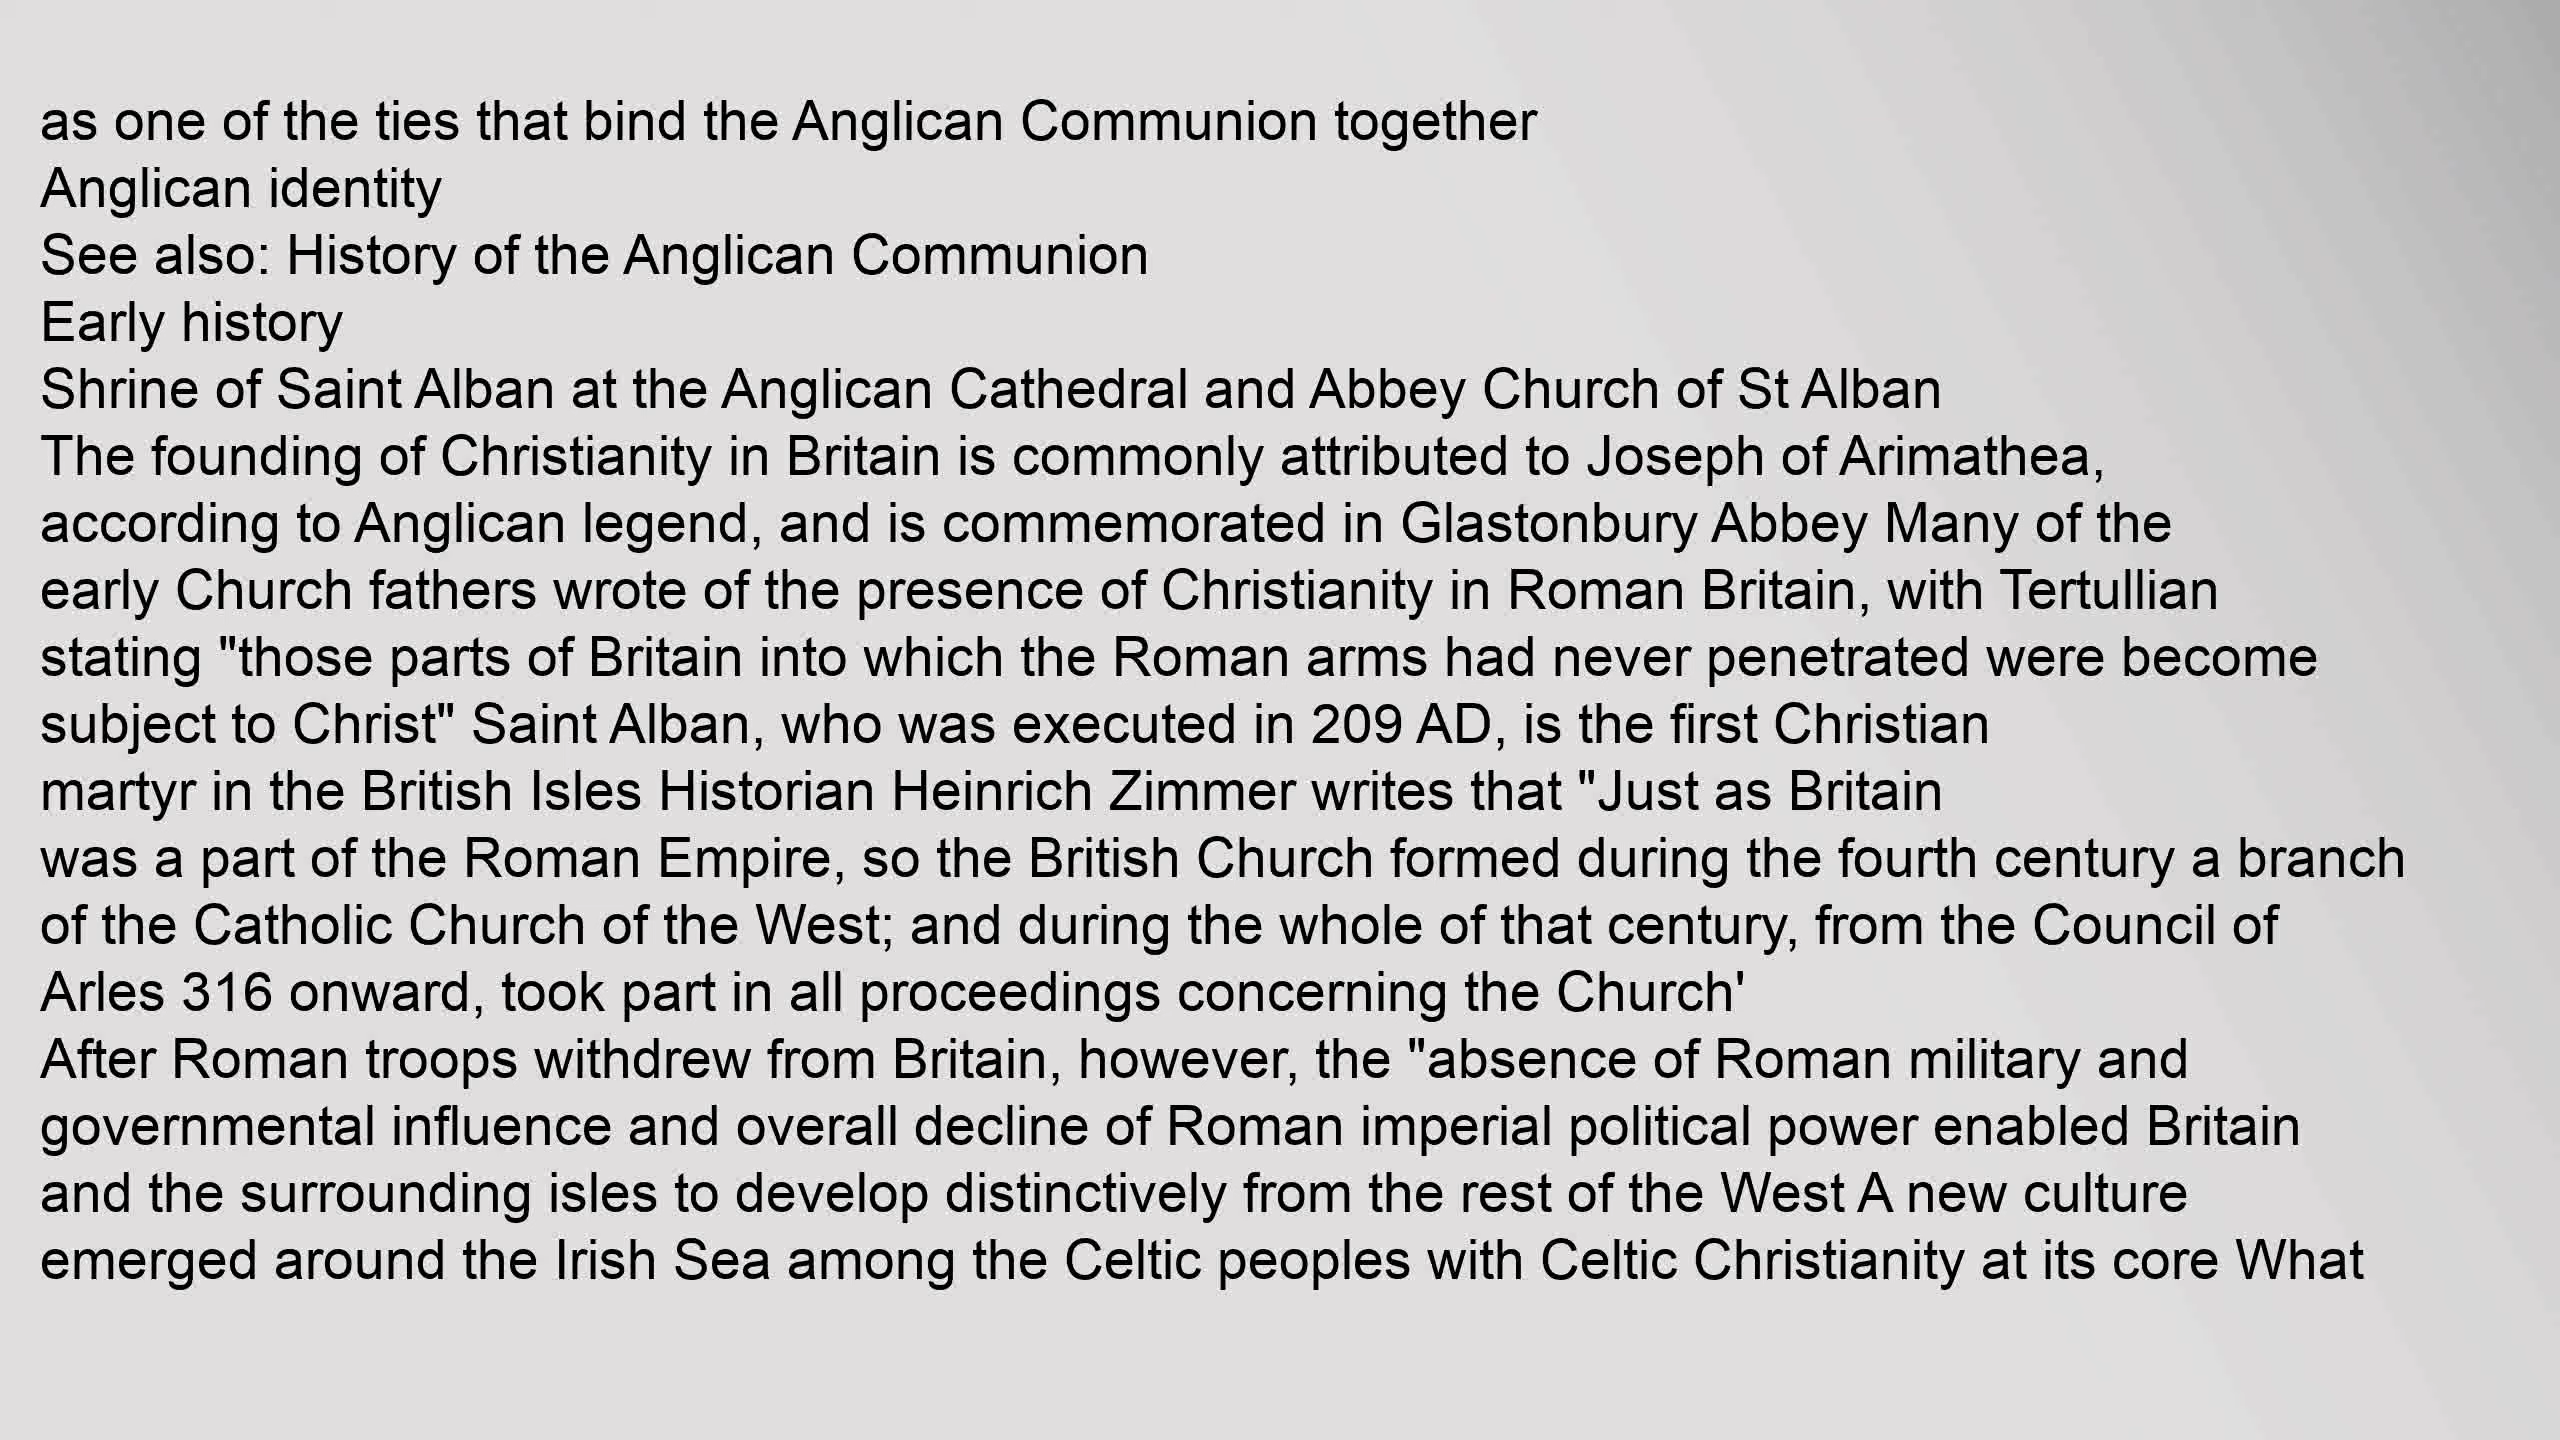 as one of the ties that bind the Anglican Communion together
Anglican identity
See also: History of the Anglican Communion
Early history
Shrine of Saint Alban at the Anglican Cathedral and Abbey Church of St Alban
The founding of Christianity in Britain is commonly attributed to Joseph of Arimathea,
according to Anglican legend, and is commemorated in Glastonbury Abbey Many of the
early Church fathers wrote of the presence of Christianity in Roman Britain, with Tertullian
stating "those parts of Britain into which the Roman arms had never penetrated were become
subject to Christ" Saint Alban, who was executed in 209 AD, is the first Christian
martyr in the British Isles Historian Heinrich Zimmer writes that "Just as Britain
was a part of the Roman Empire, so the British Church formed during the fourth century a branch
of the Catholic Church of the West; and during the whole of that century, from the Council of
Arles 316 onward, took part in all proceedings concerning the Church'
After Roman troops withdrew from Britain, however, the "absence of Roman military and
governmental influence and overall decline of Roman imperial political power enabled Britain
and the surrounding isles to develop distinctively from the rest of the West A new culture
emerged around the Irish Sea among the Celtic peoples with Celtic Christianity at its core What